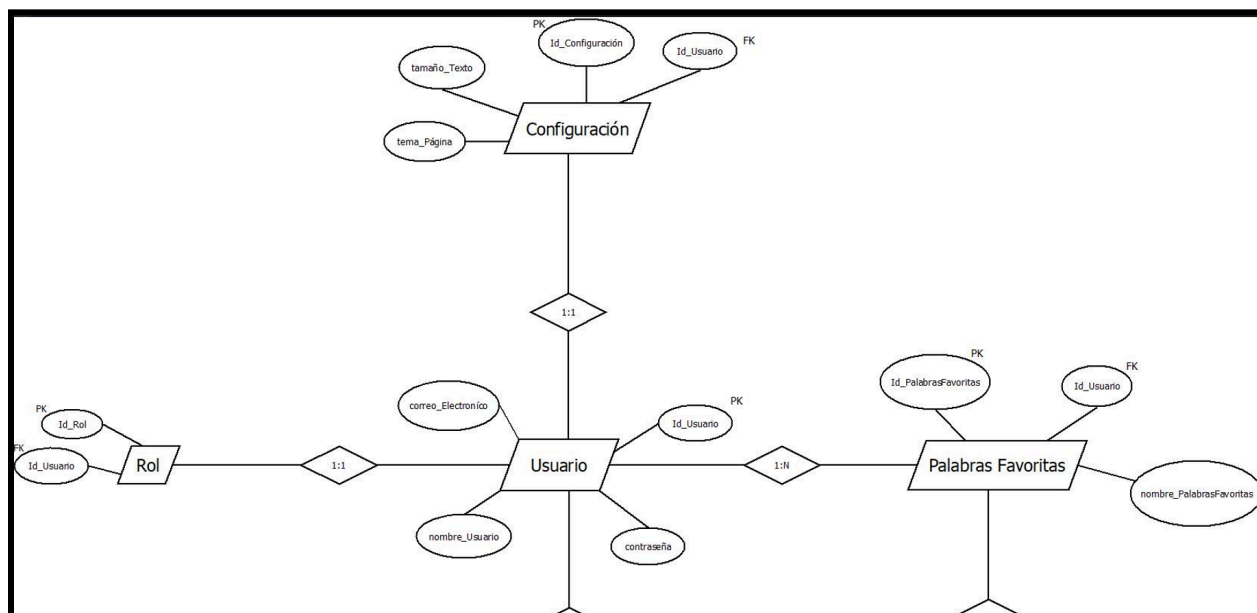 PK
Id_Configuración
Id_Usuario
FK
tamaño_Texto
Configuración
tema_Página
1:1
PK
Id_PalabrasFavoritas
FK
Id_Usuario
correo_Electroníco
PK
Id_Usuario
PK
Id_Rol
FK
Id_Usuario
Rol
1:1
Usuario
1:N
Palabras Favoritas
nombre_PalabrasFavoritas
nombre_Usuario
contraseña